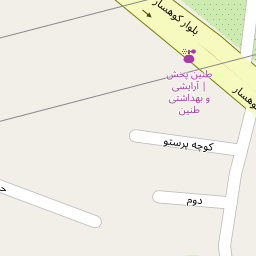 بلوار کوهسار
طنین پخش
| آرایشی
و بهداشتی
طنین
کوهسار
کوچه پرستو
دوم